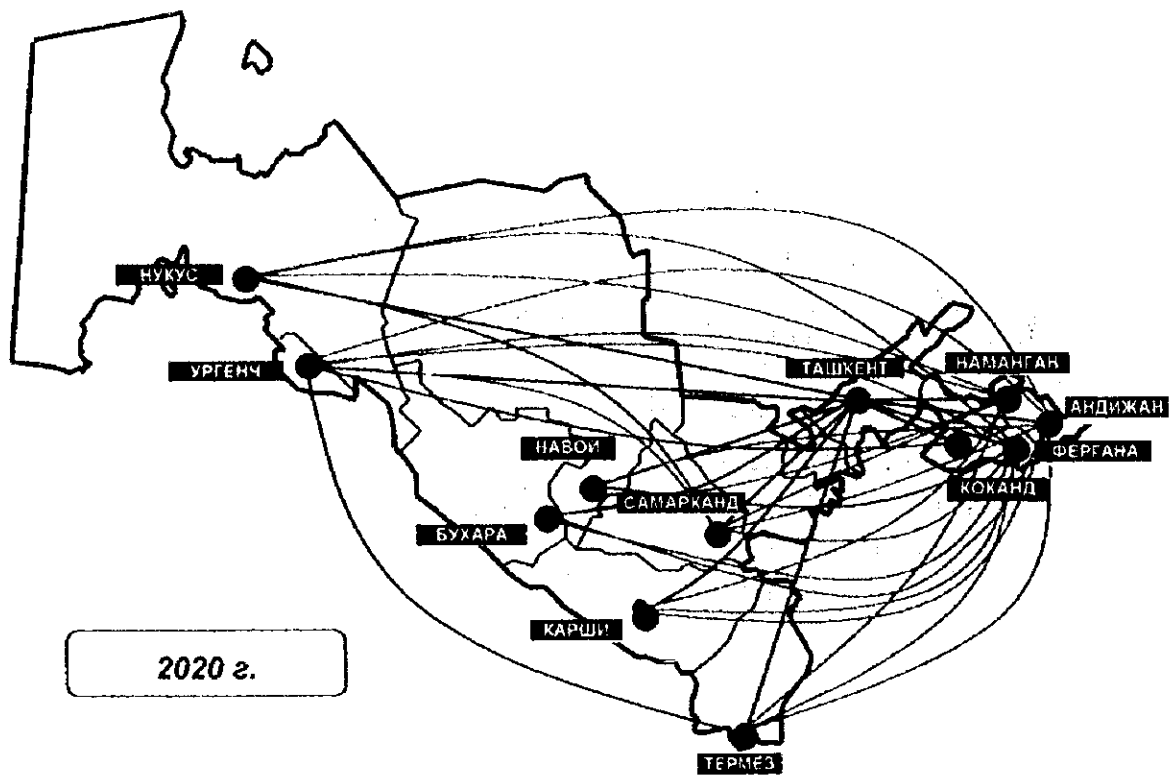 НУКУС
УРГЕНЧ
ТАШКЕНТ
НАМАНГАН
АНДИЖАН
ФЕРГАНА
КОКАНД
НАВОИ
САМАРКАНД
БУХАРА
КАРШИ
2020 г.
ТЕРМЕЗ